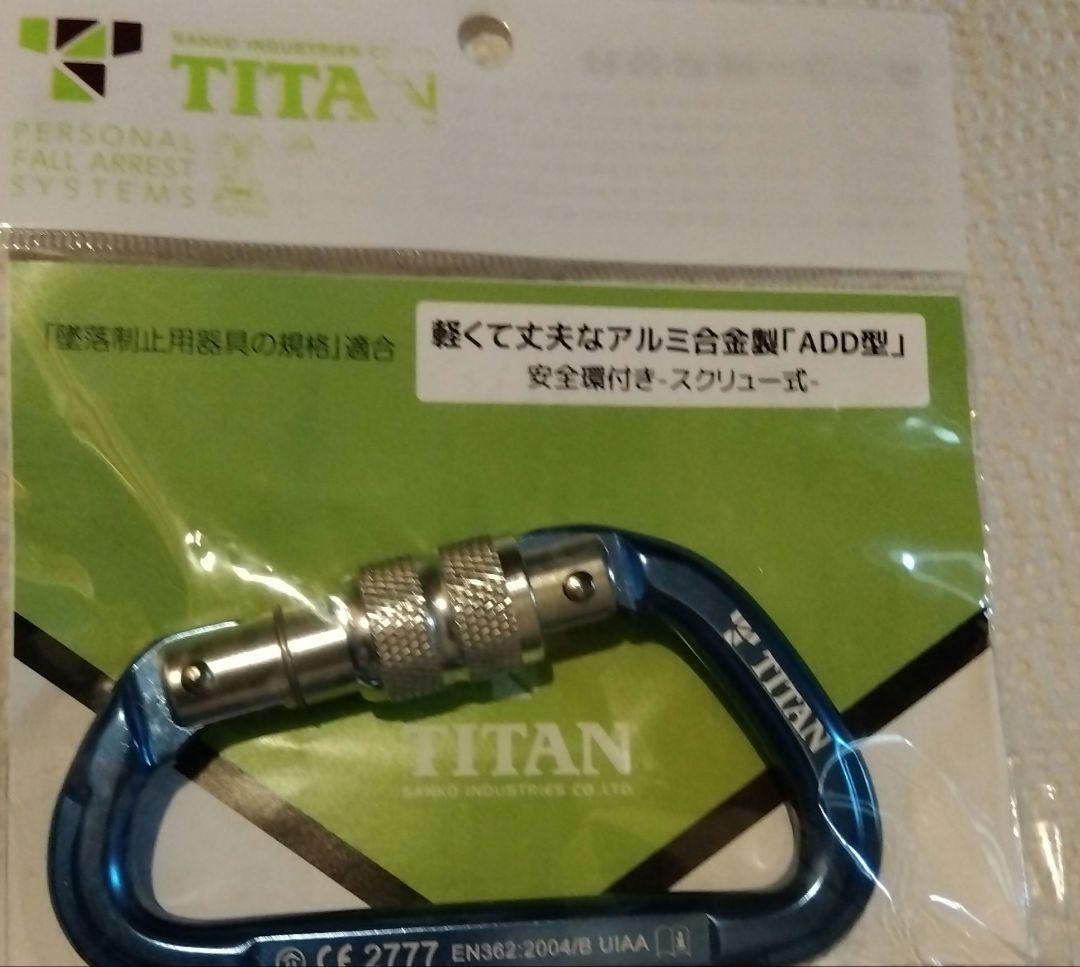 SANKO INDUSTRIES CO.,LTD.
TITAN
PERSONAL
FALL ARREST
SYSTEMS
「墜落制止用器具の規格」適合
軽くて丈夫なアルミ合金製「ADD型」
安全環付き-スクリュー式-
TITAN
TITAN
SANKO INDUSTRIES CO.,LTD.
CE 2777 EN362:2004/B UIAA